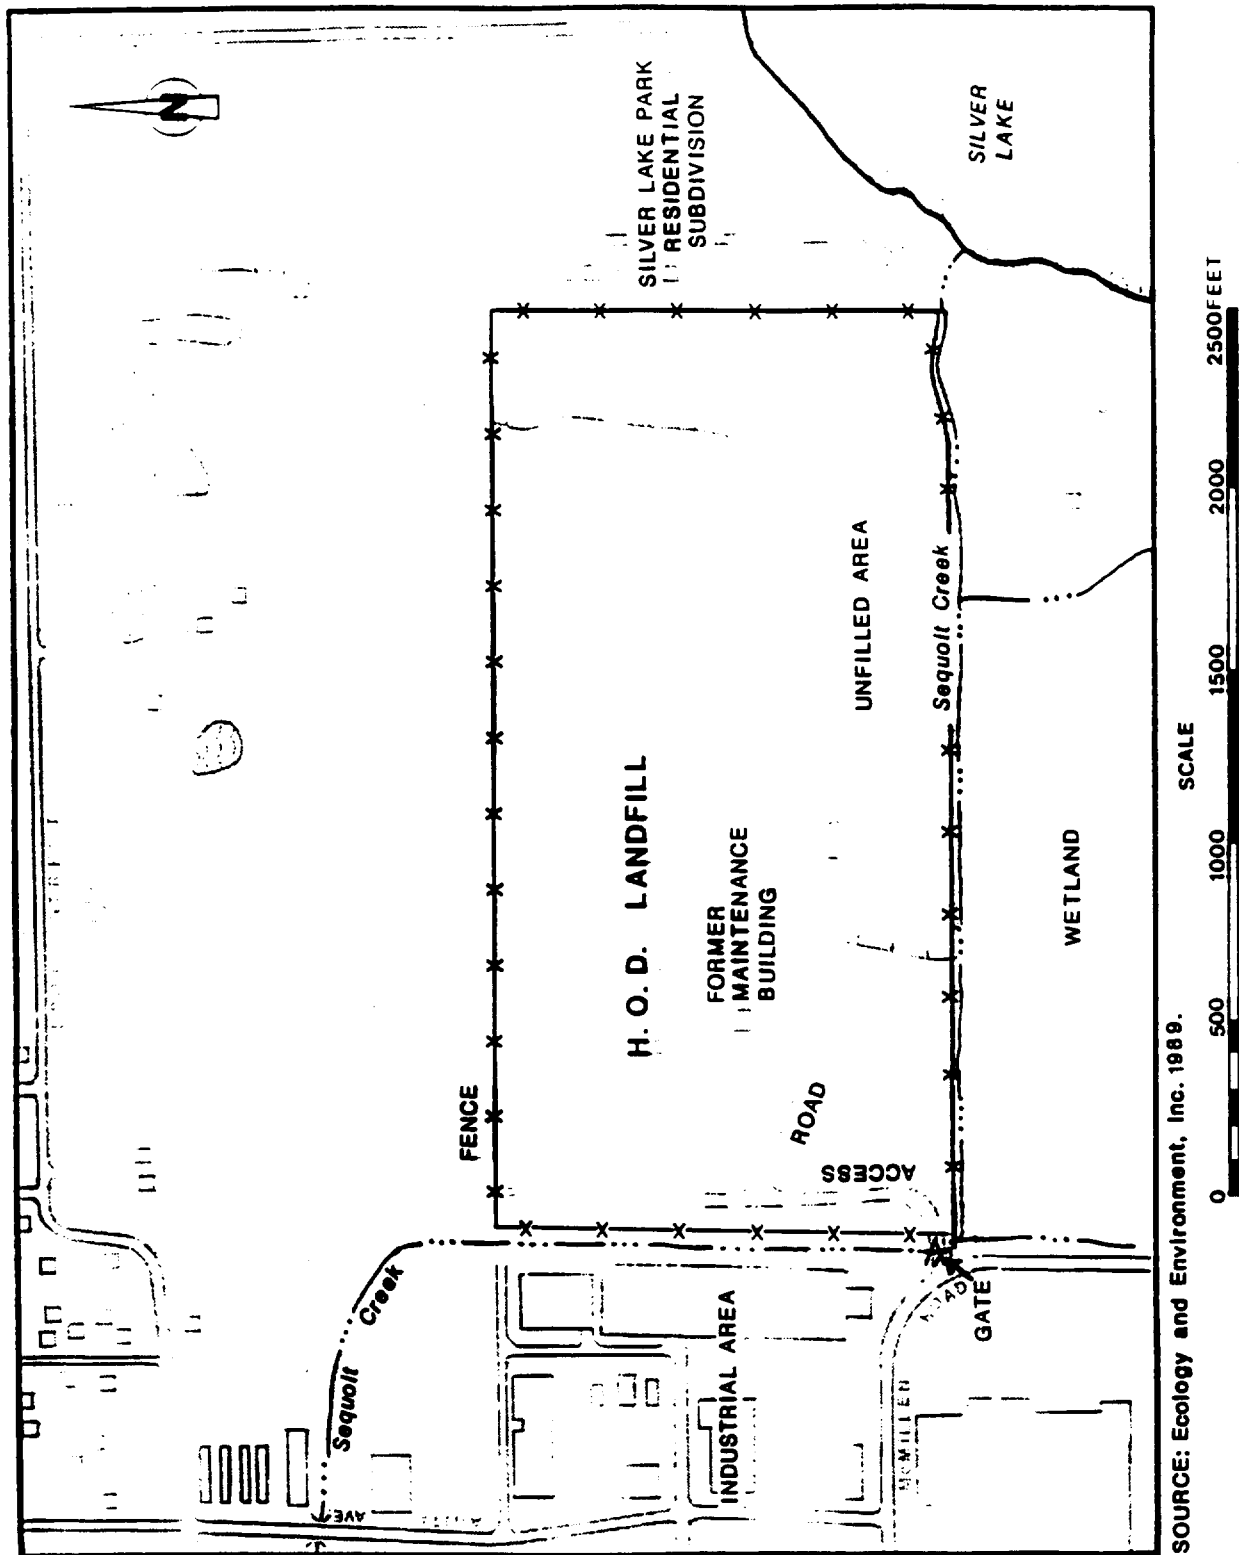 N
SILVER LAKE PARK
RESIDENTIAL
SUBDIVISION
SILVER
LAKE
FENCE
H. O. D. LANDFILL
FORMER
MAINTENANCE
BUILDING
UNFILLED AREA
ROAD
ACCESS
Sequoit Creek
Sequoit
Creek
INDUSTRIAL AREA
AVE.
McMILLEN
ROAD
GATE
WETLAND
SOURCE: Ecology and Environment, Inc. 1989.
SCALE
0
500
1000
1500
2000
2500FEET